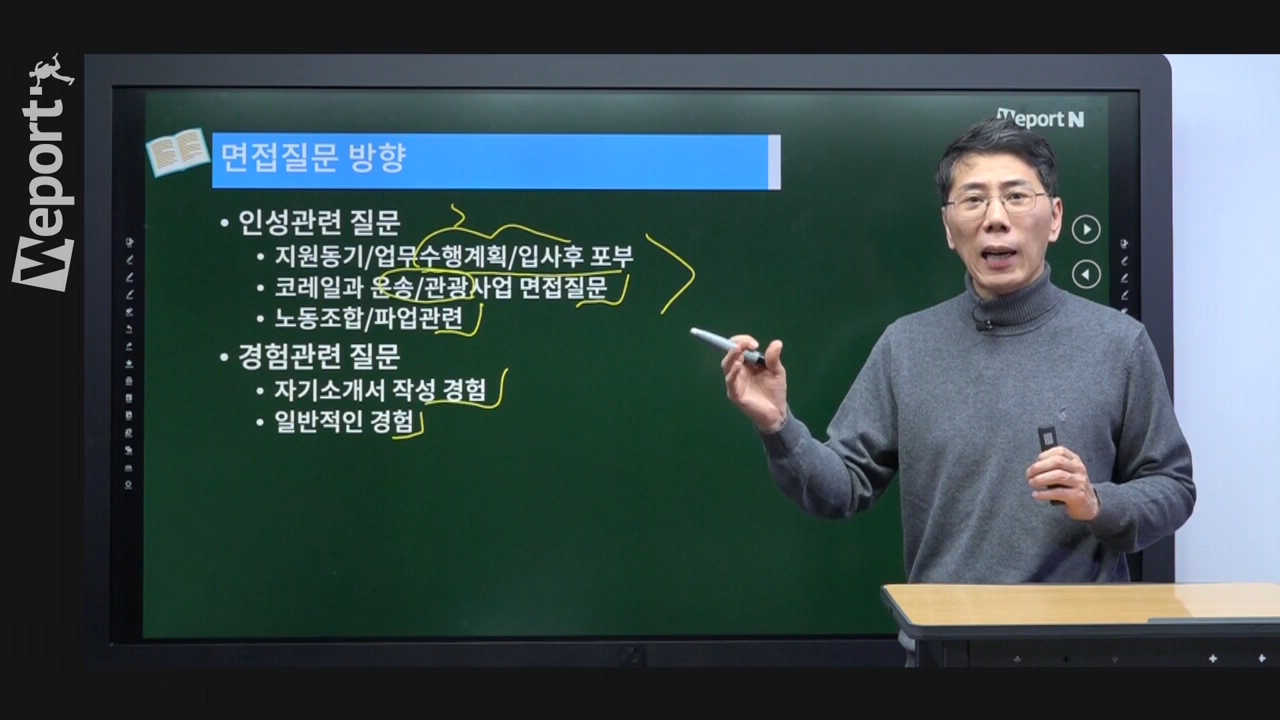 Weport
Weport N
면접질문 방향
• 인성관련 질문
• 지원동기/업무수행계획/입사후 포부
• 코레일과 운송/관광사업 면접질문
• 노동조합/파업관련
• 경험관련 질문
• 자기소개서 작성 경험
• 일반적인 경험